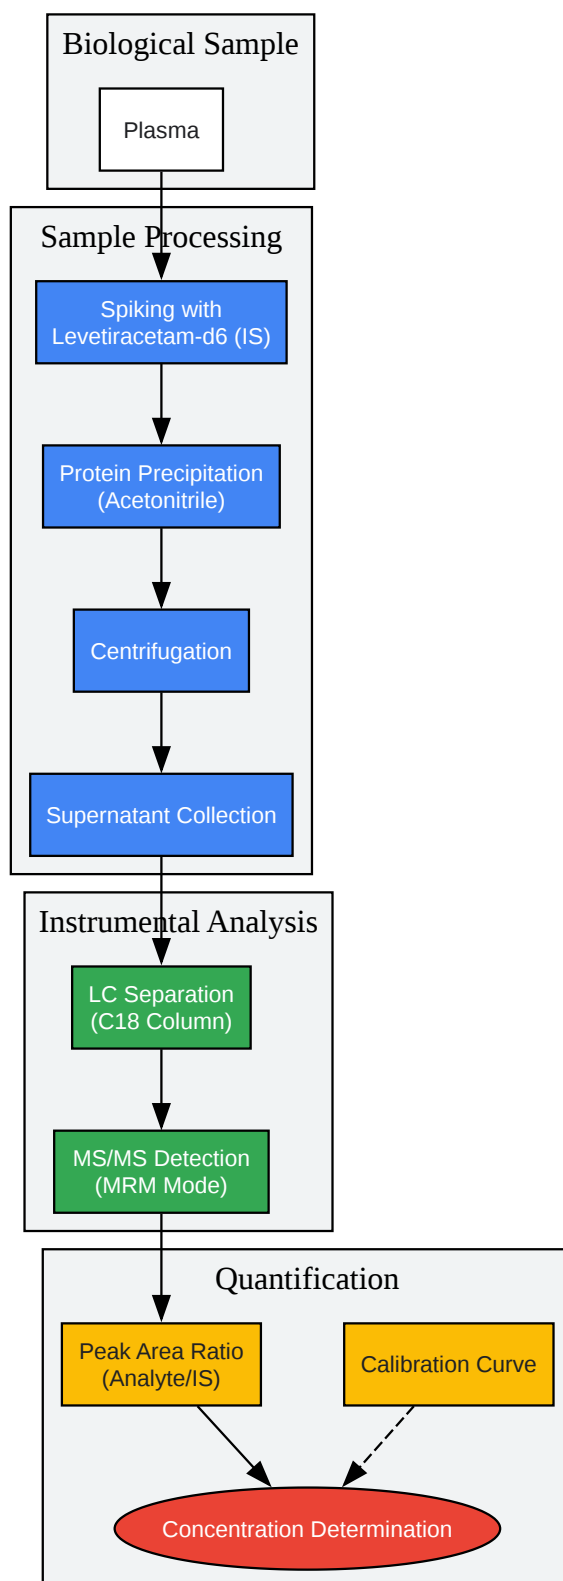 Biological Sample
Plasma
Sample Processing
Spiking with
Levetiracetam-d6 (IS)
Protein Precipitation
(Acetonitrile)
Centrifugation
Supernatant Collection
Instrumental Analysis
LC Separation
(C18 Column)
MS/MS Detection
(MRM Mode)
Quantification
Peak Area Ratio
(Analyte/IS)
Calibration Curve
Concentration Determination